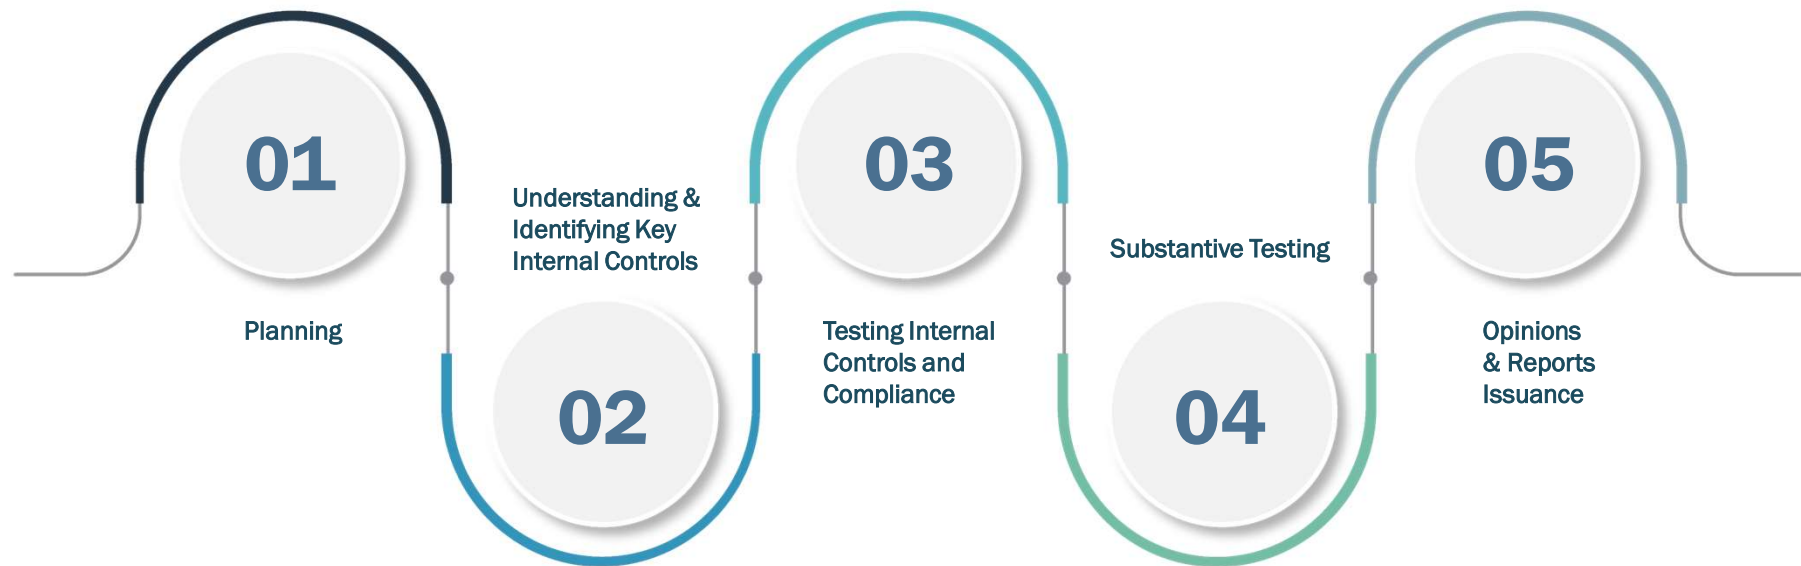 01
Planning
Understanding &
Identifying Key
Internal Controls
02
03
Testing Internal
Controls and
Compliance
Substantive Testing
04
05
Opinions
& Reports
Issuance